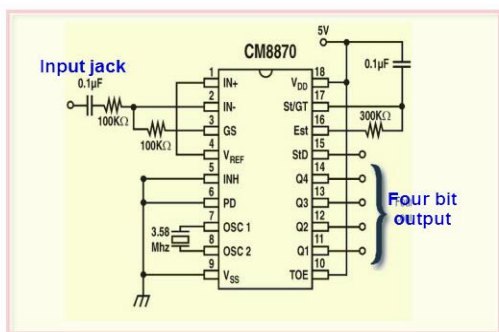 5V
CM8870
Input jack
0.1µF
100KΩ
100KΩ
1 IN+
2 IN-
3 GS
4 VREF
5 INH
6 PD
7 OSC 1
8 OSC 2
9 VSS
3.58
Mhz
18 VDD
17 St/GT
16 Est
15 StD
14 Q4
13 Q3
12 Q2
11 Q1
10 TOE
0.1µF
300KΩ
Four bit
output